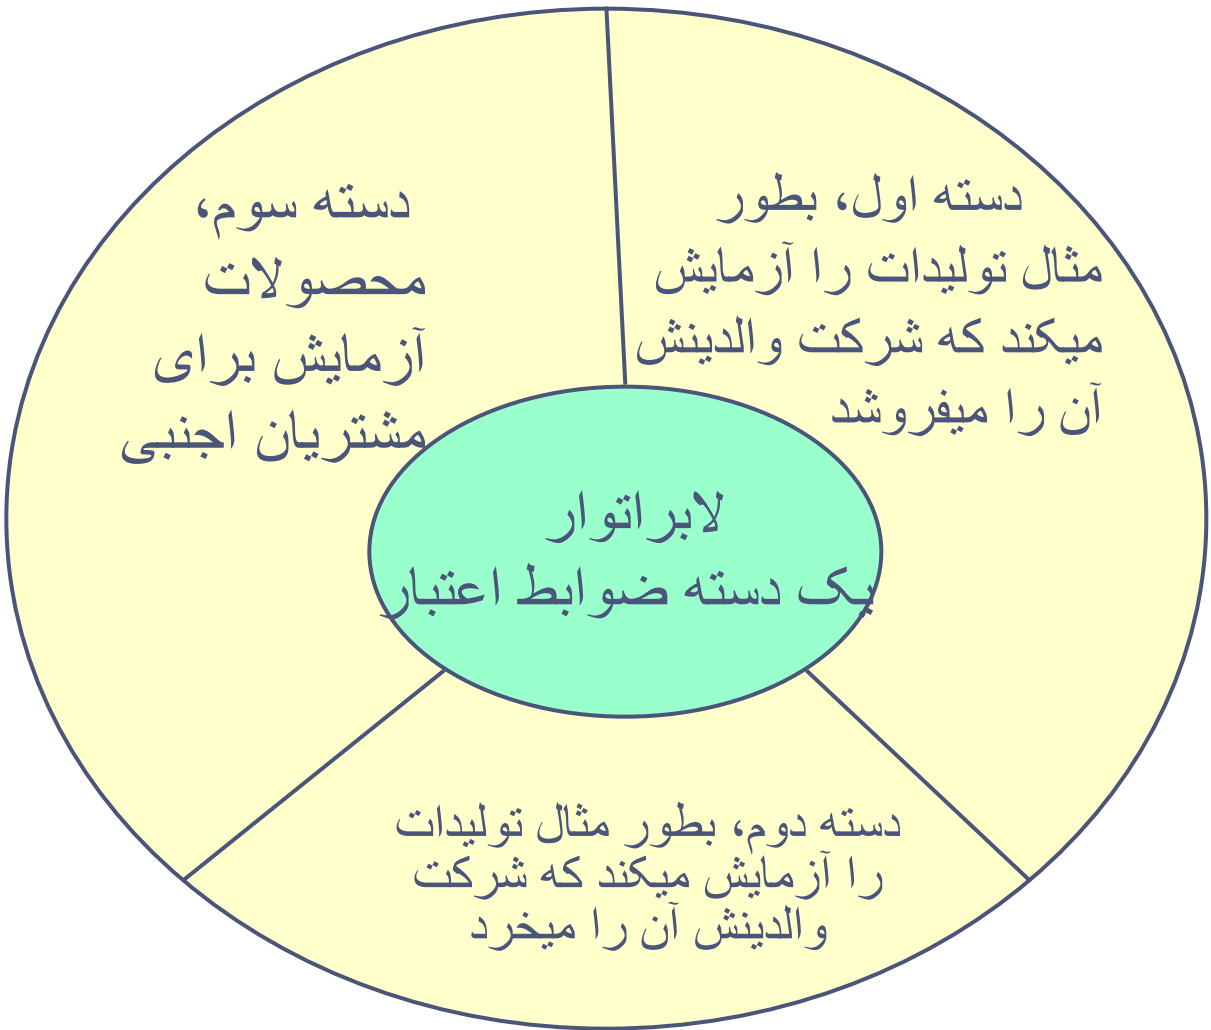 دسته اول، بطور
مثال تولیدات را آزمایش
میکند که شرکت والدینش
آن را میفروشد
دسته سوم،
محصولات
آزمایش برای
مشتریان اجنبی
لابراتوار
یک دسته ضوابط اعتبار
دسته دوم، بطور مثال تولیدات
را آزمایش میکند که شرکت
والدینش آن را میخرد